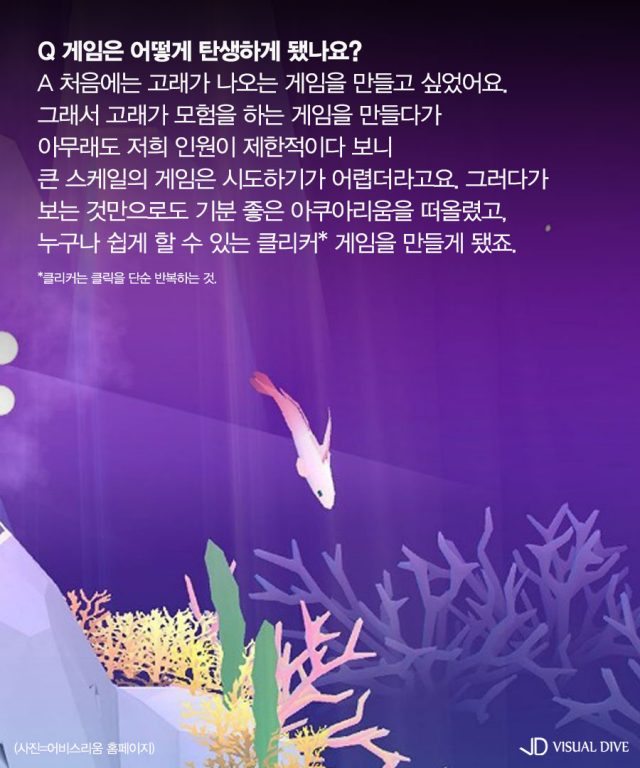 Q 게임은 어떻게 탄생하게 됐나요?
A 처음에는 고래가 나오는 게임을 만들고 싶었어요.
그래서 고래가 모험을 하는 게임을 만들다가
아무래도 저희 인원이 제한적이다 보니
큰 스케일의 게임은 시도하기가 어렵더라고요. 그러다가
보는 것만으로도 기분 좋은 아쿠아리움을 떠올렸고,
누구나 쉽게 할 수 있는 클리커* 게임을 만들게 됐죠.
*클리커는 클릭을 단순 반복하는 것.
(사진=어비스리움 홈페이지)
VD VISUAL DIVE